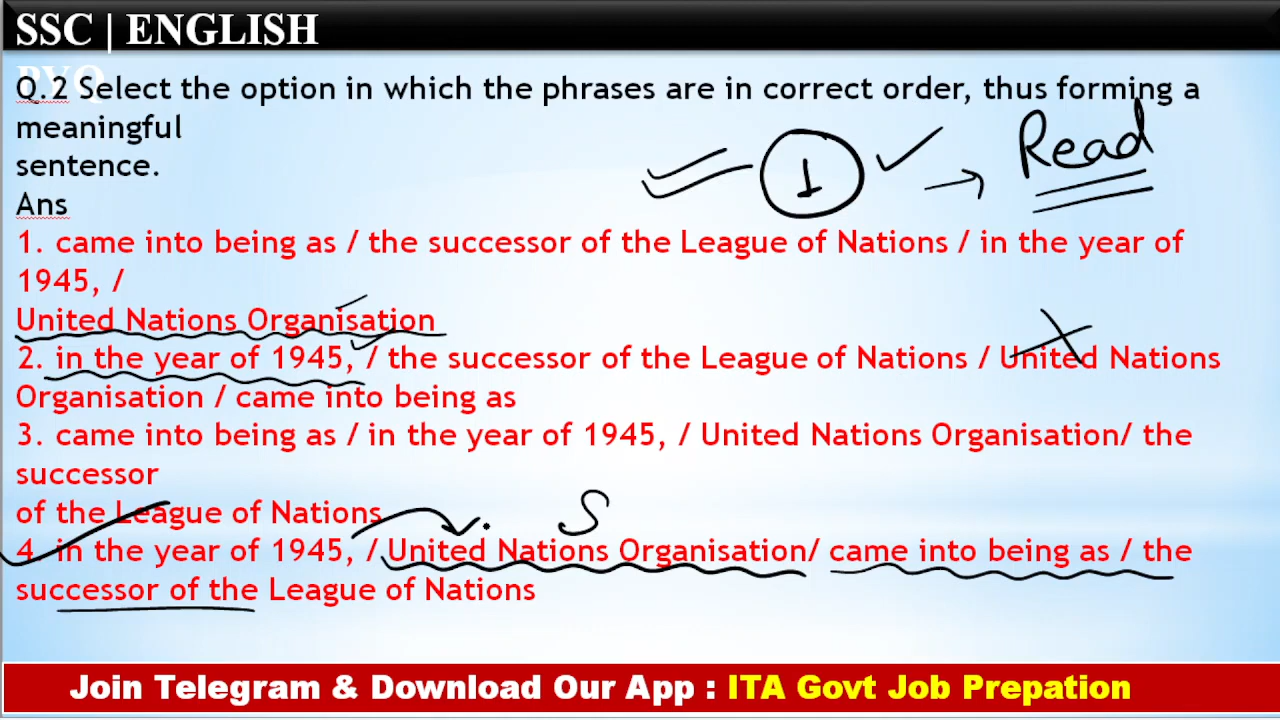 SSC | ENGLISH
PYQ
Q.2 Select the option in which the phrases are in correct order, thus forming a
meaningful
sentence.
1
Read
Ans
1. came into being as / the successor of the League of Nations / in the year of
1945, /
United Nations Organisation
2. in the year of 1945, / the successor of the League of Nations / United Nations
Organisation / came into being as
3. came into being as / in the year of 1945, / United Nations Organisation/ the
successor
of the League of Nations
S
4. in the year of 1945, / United Nations Organisation/ came into being as / the
successor of the League of Nations
Join Telegram & Download Our App : ITA Govt Job Prepation